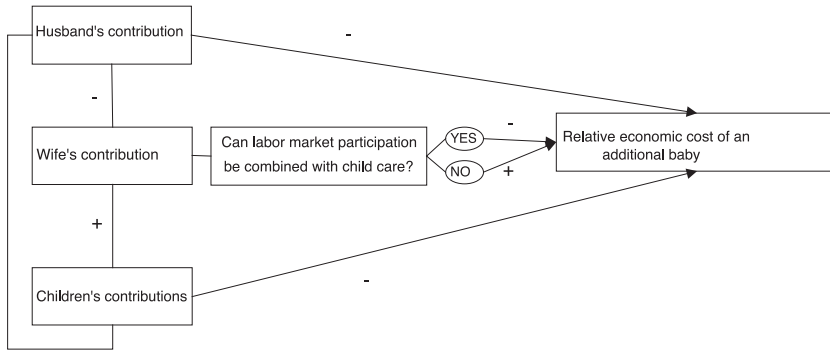 Husband's contribution
-
-
-
Wife's contribution
Can labor market participation
be combined with child care?
YES
NO
+
Relative economic cost of an
additional baby
+
-
Children's contributions